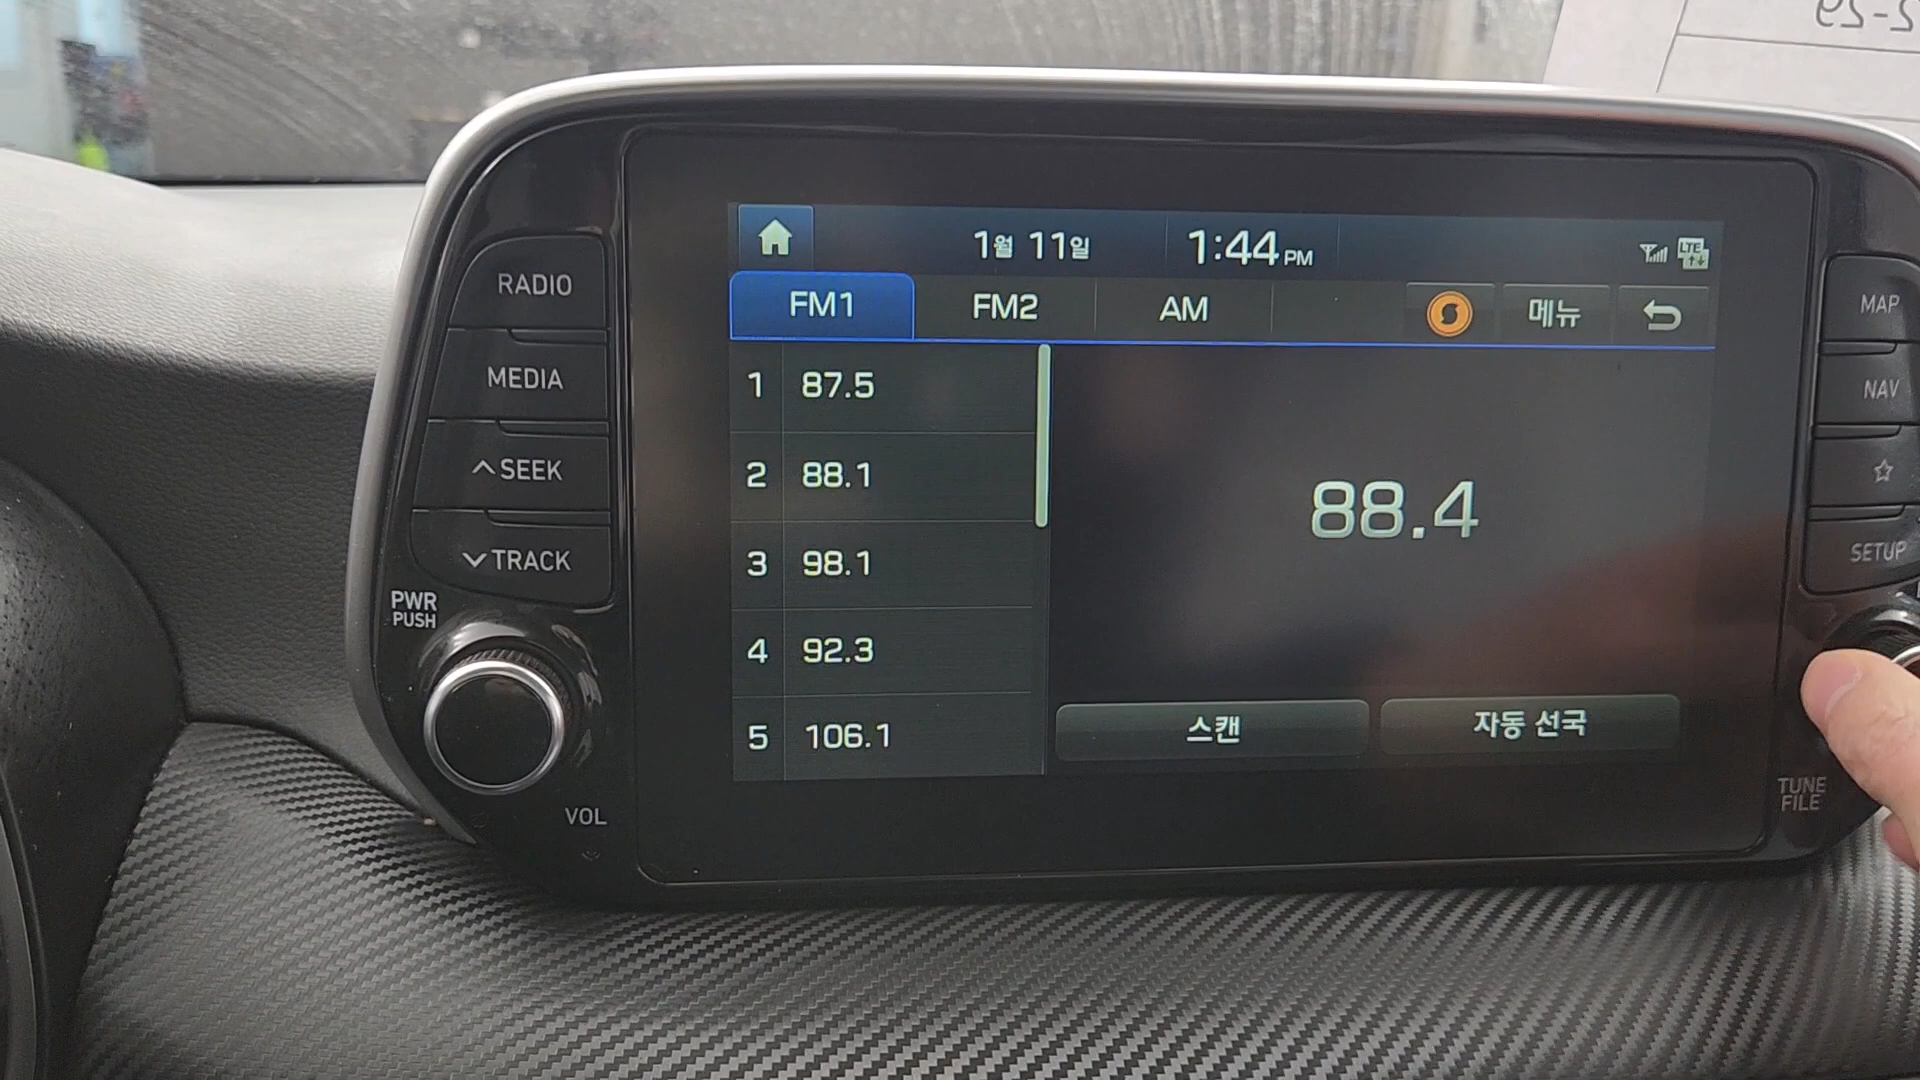 RADIO
MEDIA
SEEK
TRACK
PWR
PUSH
VOL
1월 11일
1:44 PM
LTE
FM1
FM2
AM
메뉴
1 87.5
2 88.1
3 98.1
4 92.3
5 106.1
88.4
스캔
자동 선국
MAP
NAV
SETUP
TUNE
FILE